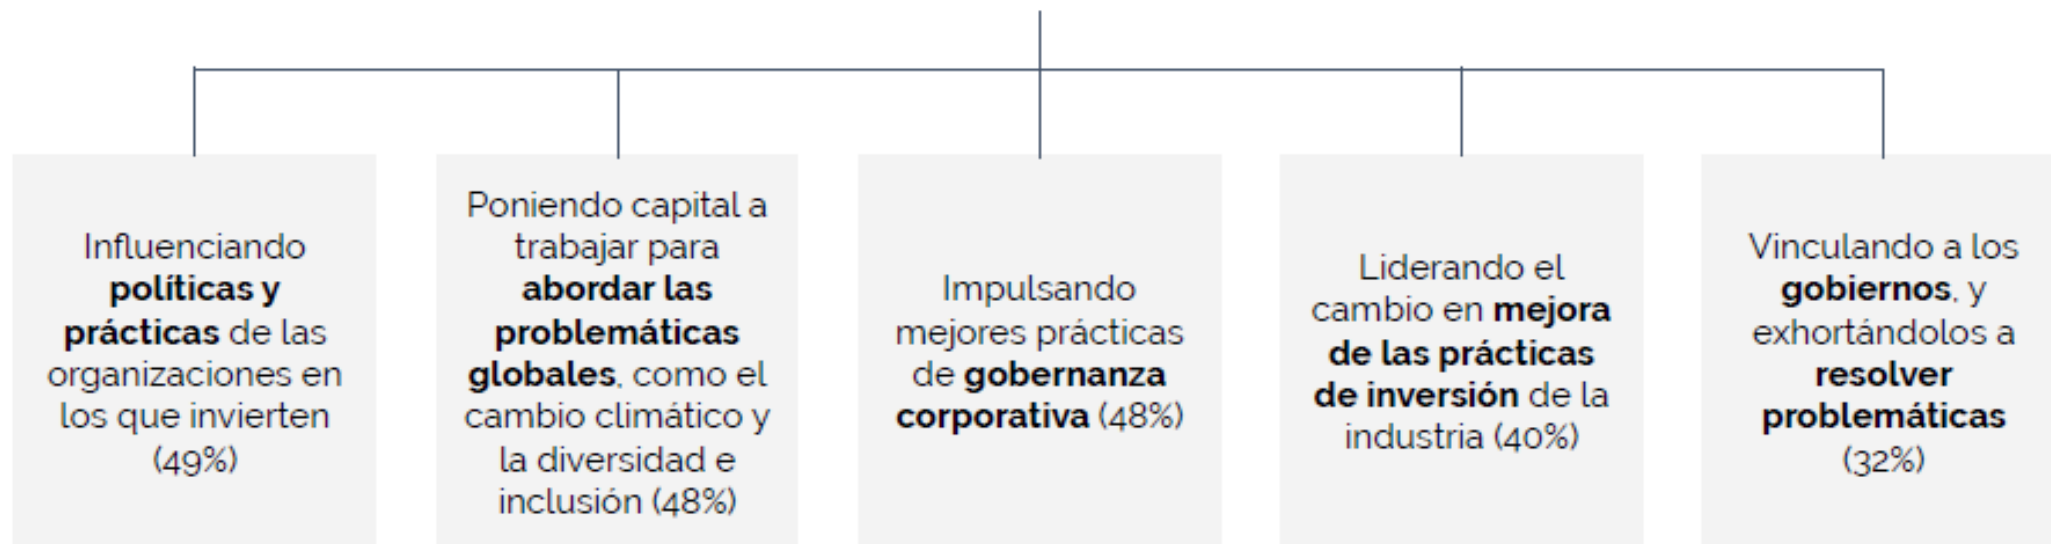 Influenciando
políticas y
prácticas de las
organizaciones en
los que invierten
(49%)
Poniendo capital a
trabajar para
abordar las
problemáticas
globales, como el
cambio climático y
la diversidad e
inclusión (48%)
Impulsando
mejores prácticas
de gobernanza
corporativa (48%)
Liderando el
cambio en mejora
de las prácticas
de inversión de la
industria (40%)
Vinculando a los
gobiernos, y
exhortándolos a
resolver
problemáticas
(32%)